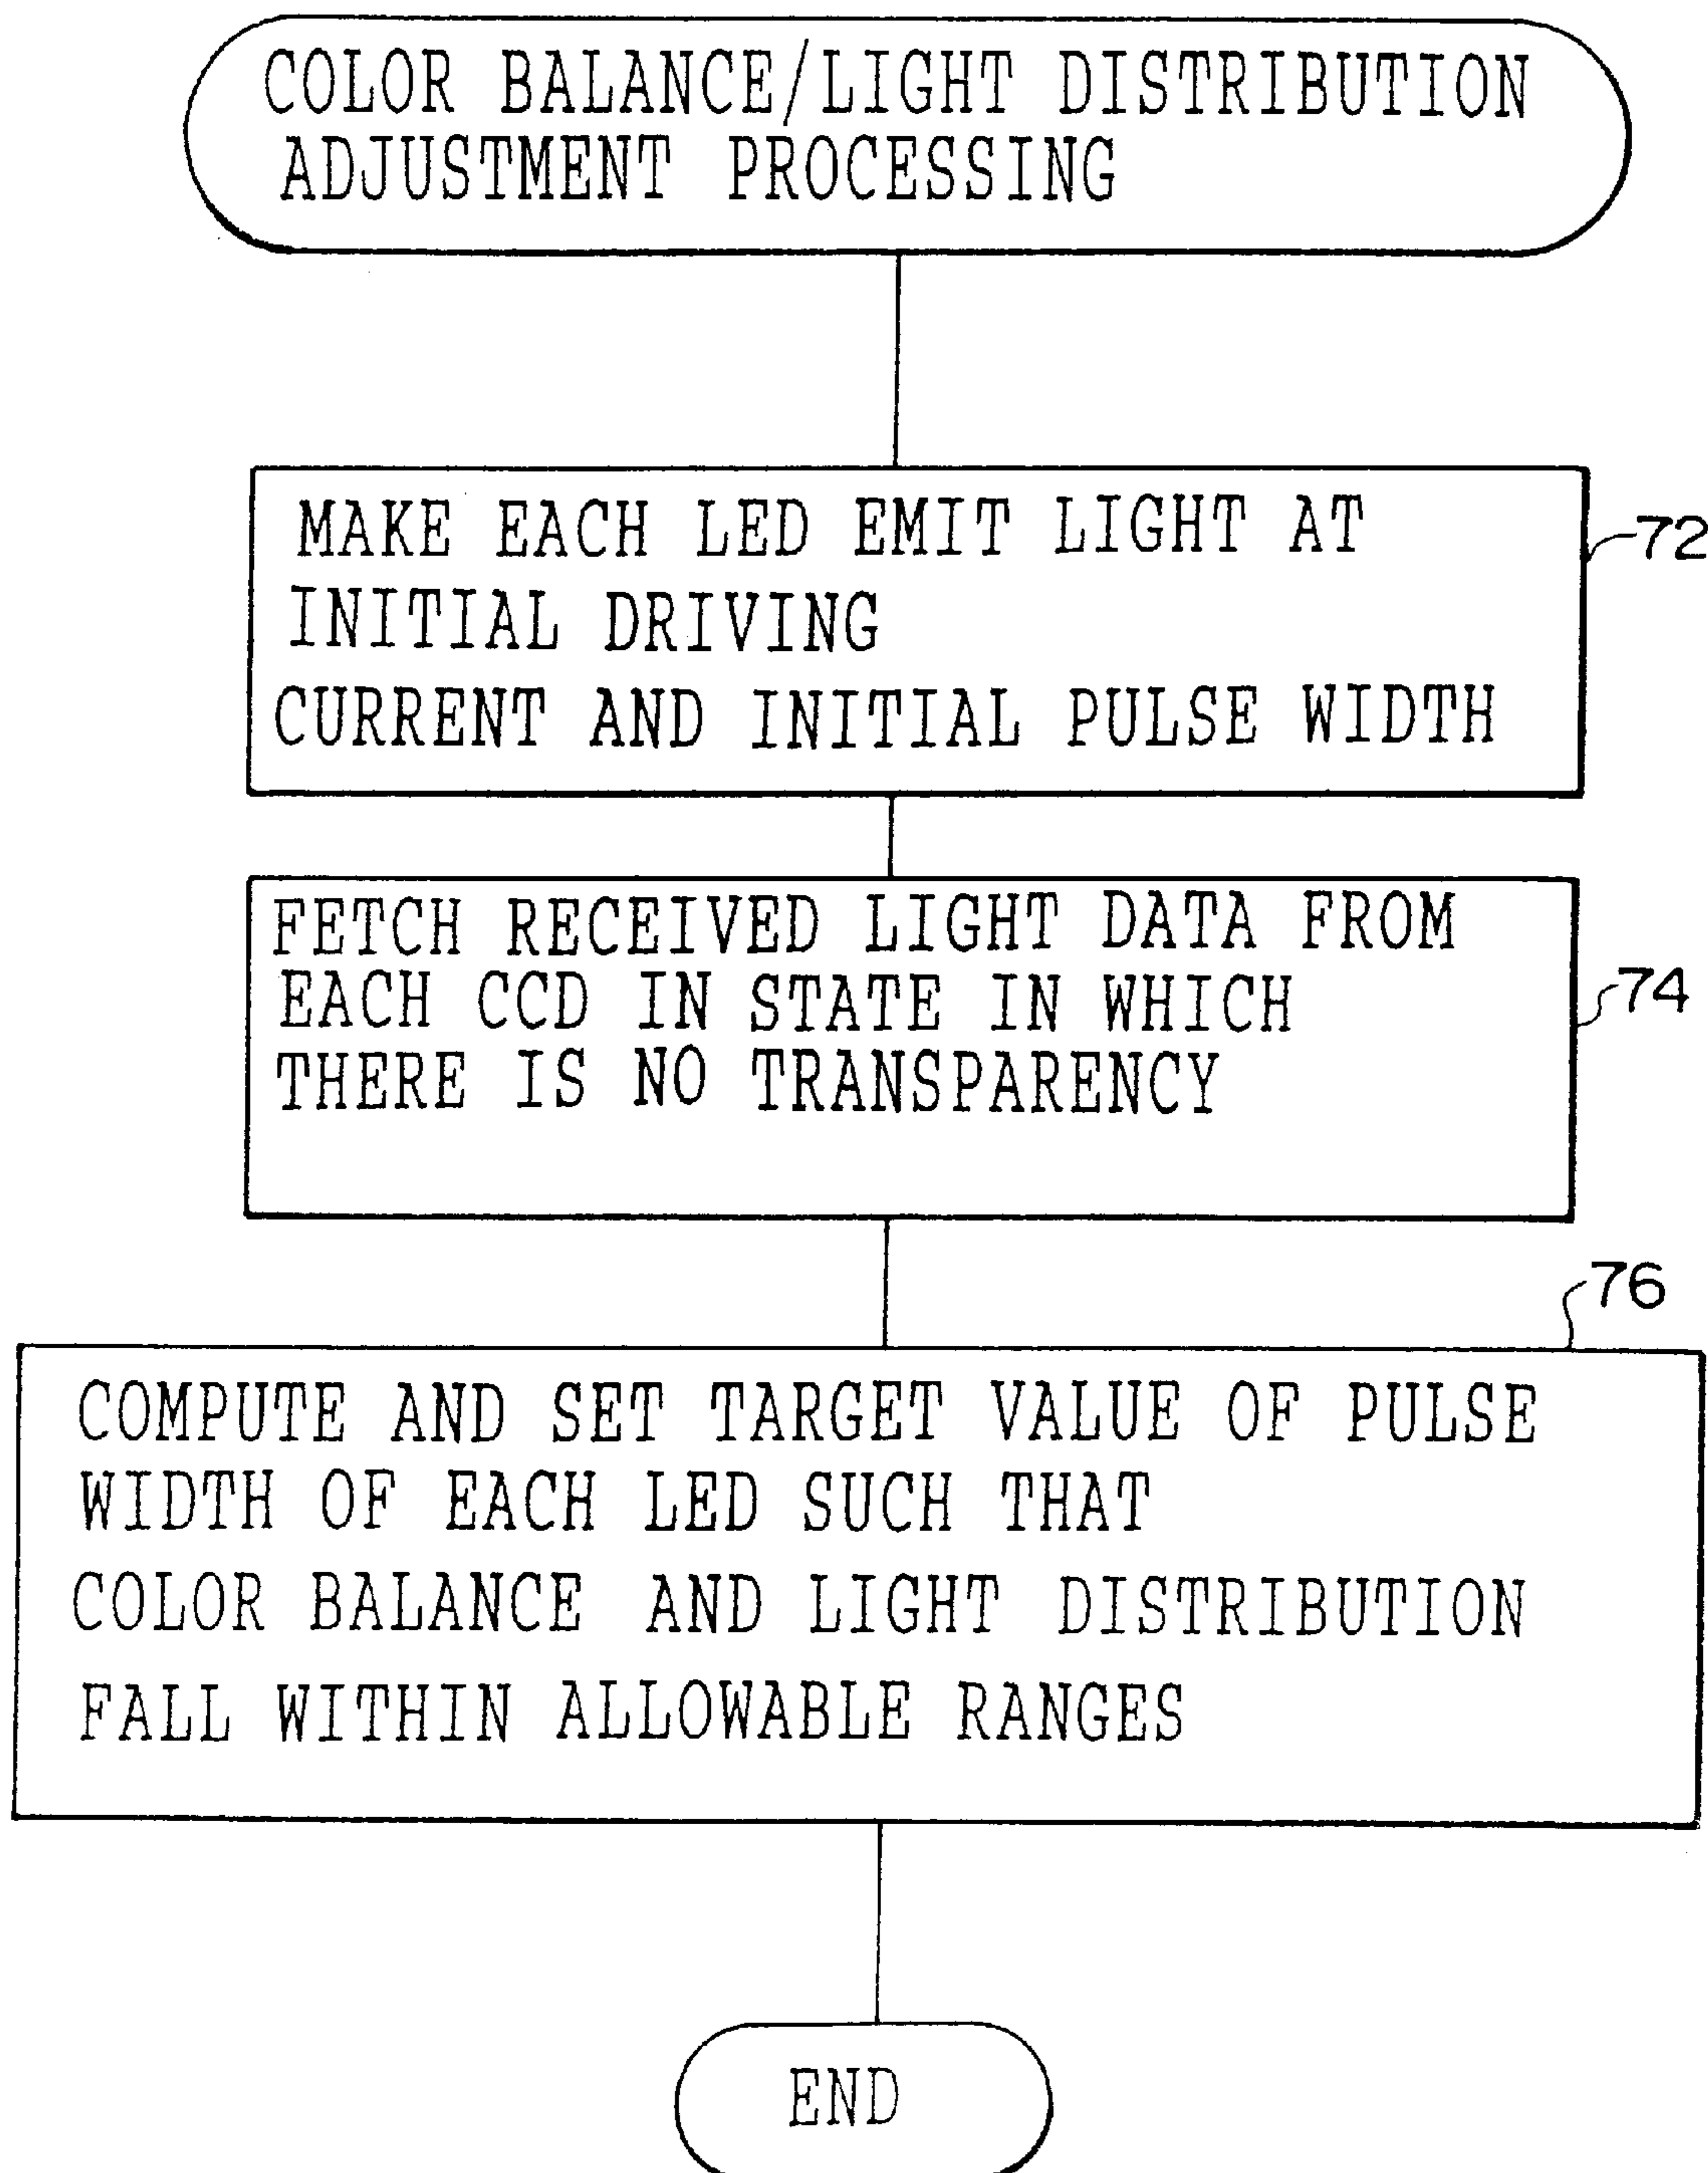 COLOR BALANCE/LIGHT DISTRIBUTION
ADJUSTMENT PROCESSING
MAKE EACH LED EMIT LIGHT AT
INITIAL DRIVING
CURRENT AND INITIAL PULSE WIDTH
72
FETCH RECEIVED LIGHT DATA FROM
EACH CCD IN STATE IN WHICH
THERE IS NO TRANSPARENCY
74
76
COMPUTE AND SET TARGET VALUE OF PULSE
WIDTH OF EACH LED SUCH THAT
COLOR BALANCE AND LIGHT DISTRIBUTION
FALL WITHIN ALLOWABLE RANGES
END